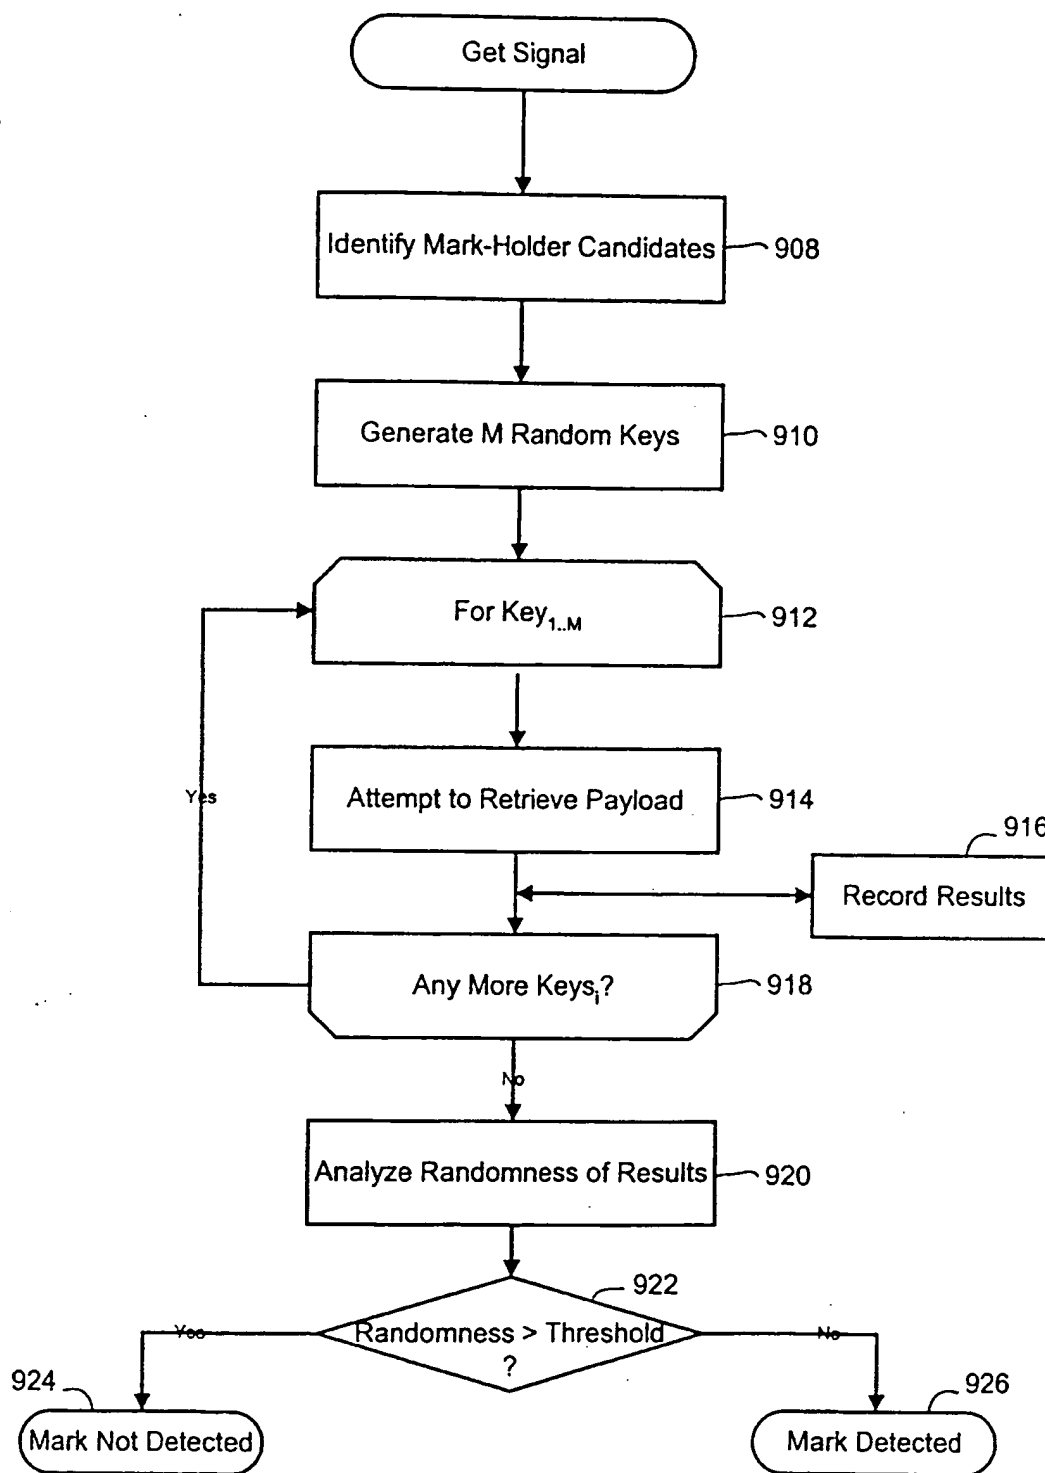 Get Signal
Identify Mark-Holder Candidates
908
Generate M Random Keys
910
For Key1..M
912
Yes
Attempt to Retrieve Payload
914
916
Record Results
Any More Keysi?
918
No
Analyze Randomness of Results
920
922
Randomness > Threshold
?
Yes
No
924
926
Mark Not Detected
Mark Detected